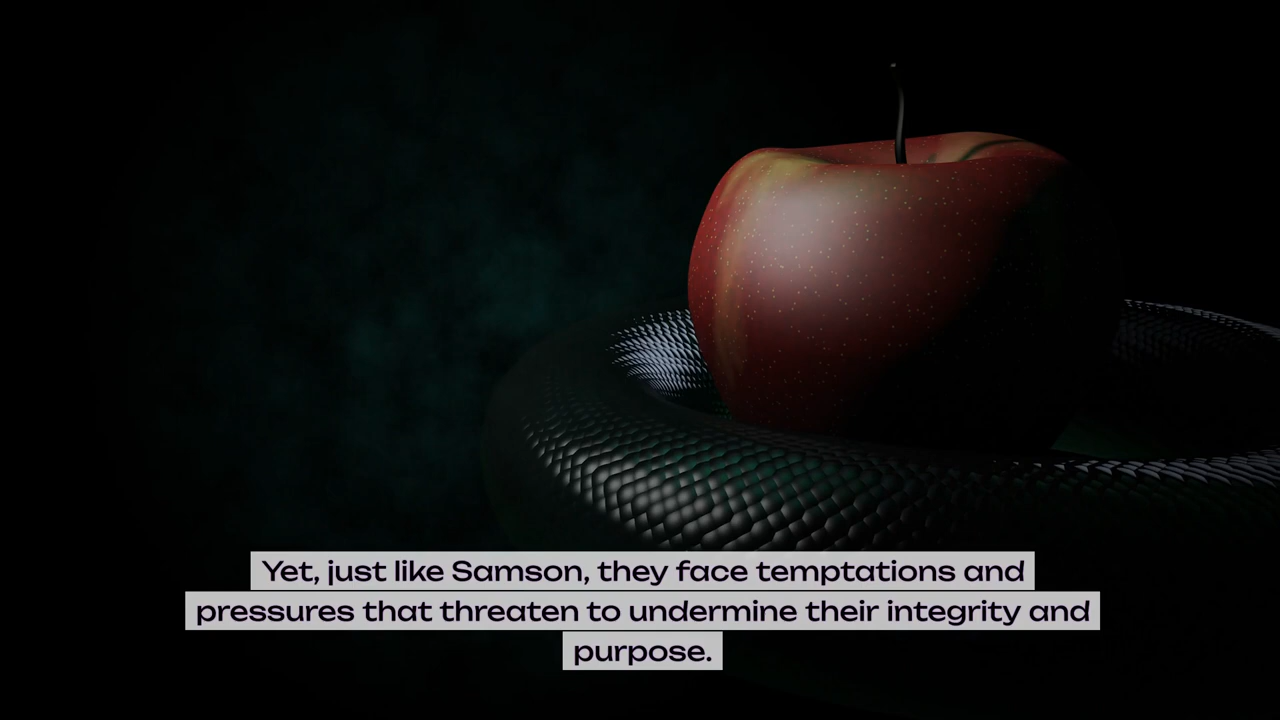 Yet, just like Samson, they face temptations and
pressures that threaten to undermine their integrity and
purpose.